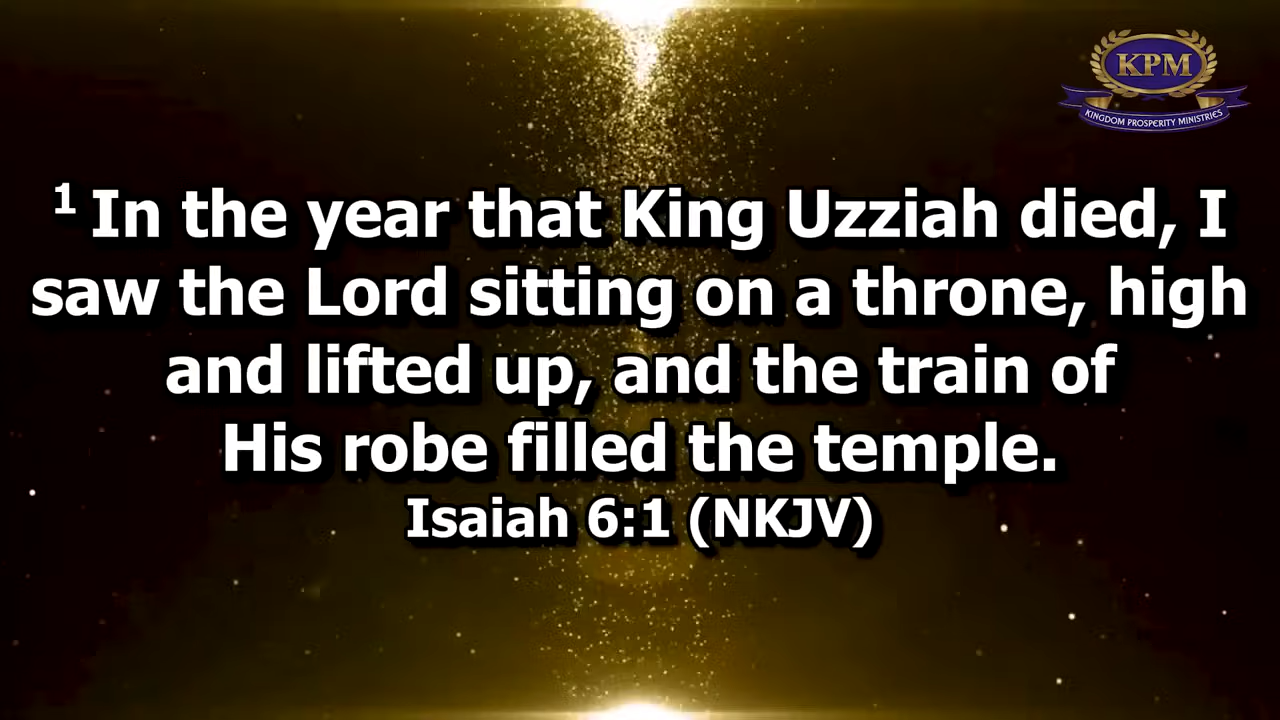 KPM
KINGDOM PROSPERITY MINISTRIES
1 In the year that King Uzziah died, I
saw the Lord sitting on a throne, high
and lifted up, and the train of
His robe filled the temple.
Isaiah 6:1 (NKJV)